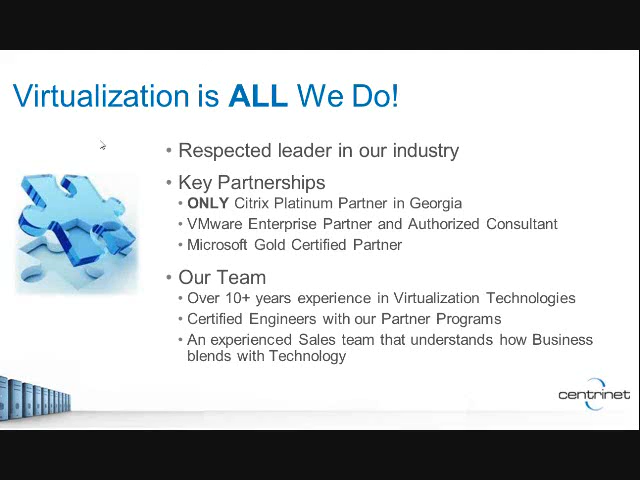 Virtualization is ALL We Do!
• Respected leader in our industry
• Key Partnerships
• ONLY Citrix Platinum Partner in Georgia
• VMware Enterprise Partner and Authorized Consultant
• Microsoft Gold Certified Partner
• Our Team
• Over 10+ years experience in Virtualization Technologies
• Certified Engineers with our Partner Programs
• An experienced Sales team that understands how Business
blends with Technology
centrinet